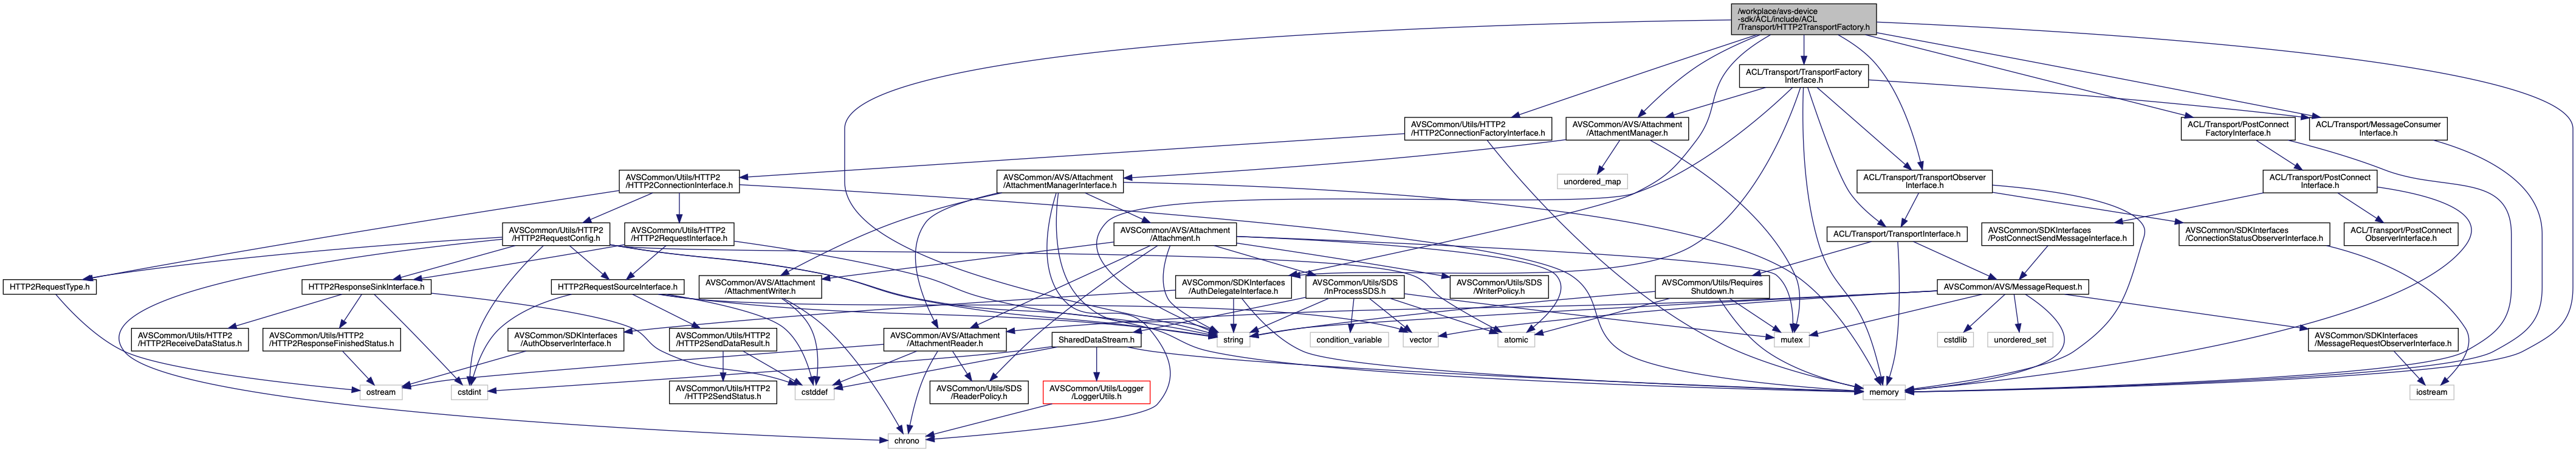 /workplace/avs-device
-sdk/ACL/include/ACL
/Transport/HTTP2TransportFactory.h
ACL/Transport/TransportFactory
Interface.h
AVSCommon/Utils/HTTP2
/HTTP2ConnectionFactoryInterface.h
AVSCommon/AVS/Attachment
/AttachmentManager.h
ACL/Transport/PostConnect
FactoryInterface.h
ACL/Transport/MessageConsumer
Interface.h
AVSCommon/Utils/HTTP2
/HTTP2ConnectionInterface.h
AVSCommon/AVS/Attachment
/AttachmentManagerInterface.h
unordered_map
ACL/Transport/TransportObserver
Interface.h
ACL/Transport/PostConnect
Interface.h
AVSCommon/Utils/HTTP2
/HTTP2RequestConfig.h
AVSCommon/Utils/HTTP2
/HTTP2RequestInterface.h
AVSCommon/AVS/Attachment
/Attachment.h
ACL/Transport/TransportInterface.h
AVSCommon/SDKInterfaces
/PostConnectSendMessageInterface.h
AVSCommon/SDKInterfaces
/ConnectionStatusObserverInterface.h
ACL/Transport/PostConnect
ObserverInterface.h
HTTP2RequestType.h
HTTP2ResponseSinkInterface.h
HTTP2RequestSourceInterface.h
AVSCommon/AVS/Attachment
/AttachmentWriter.h
AVSCommon/SDKInterfaces
/AuthDelegateInterface.h
AVSCommon/Utils/SDS
/InProcessSDS.h
AVSCommon/Utils/SDS
/WriterPolicy.h
AVSCommon/Utils/Requires
Shutdown.h
AVSCommon/AVS/MessageRequest.h
AVSCommon/Utils/HTTP2
/HTTP2ReceiveDataStatus.h
AVSCommon/Utils/HTTP2
/HTTP2ResponseFinishedStatus.h
AVSCommon/SDKInterfaces
/AuthObserverInterface.h
AVSCommon/Utils/HTTP2
/HTTP2SendDataResult.h
AVSCommon/AVS/Attachment
/AttachmentReader.h
SharedDataStream.h
string
condition_variable
vector
atomic
mutex
cstdlib
unordered_set
AVSCommon/SDKInterfaces
/MessageRequestObserverInterface.h
ostream
cstdint
AVSCommon/Utils/HTTP2
/HTTP2SendStatus.h
cstddef
AVSCommon/Utils/SDS
/ReaderPolicy.h
AVSCommon/Utils/Logger
/LoggerUtils.h
memory
iostream
chrono